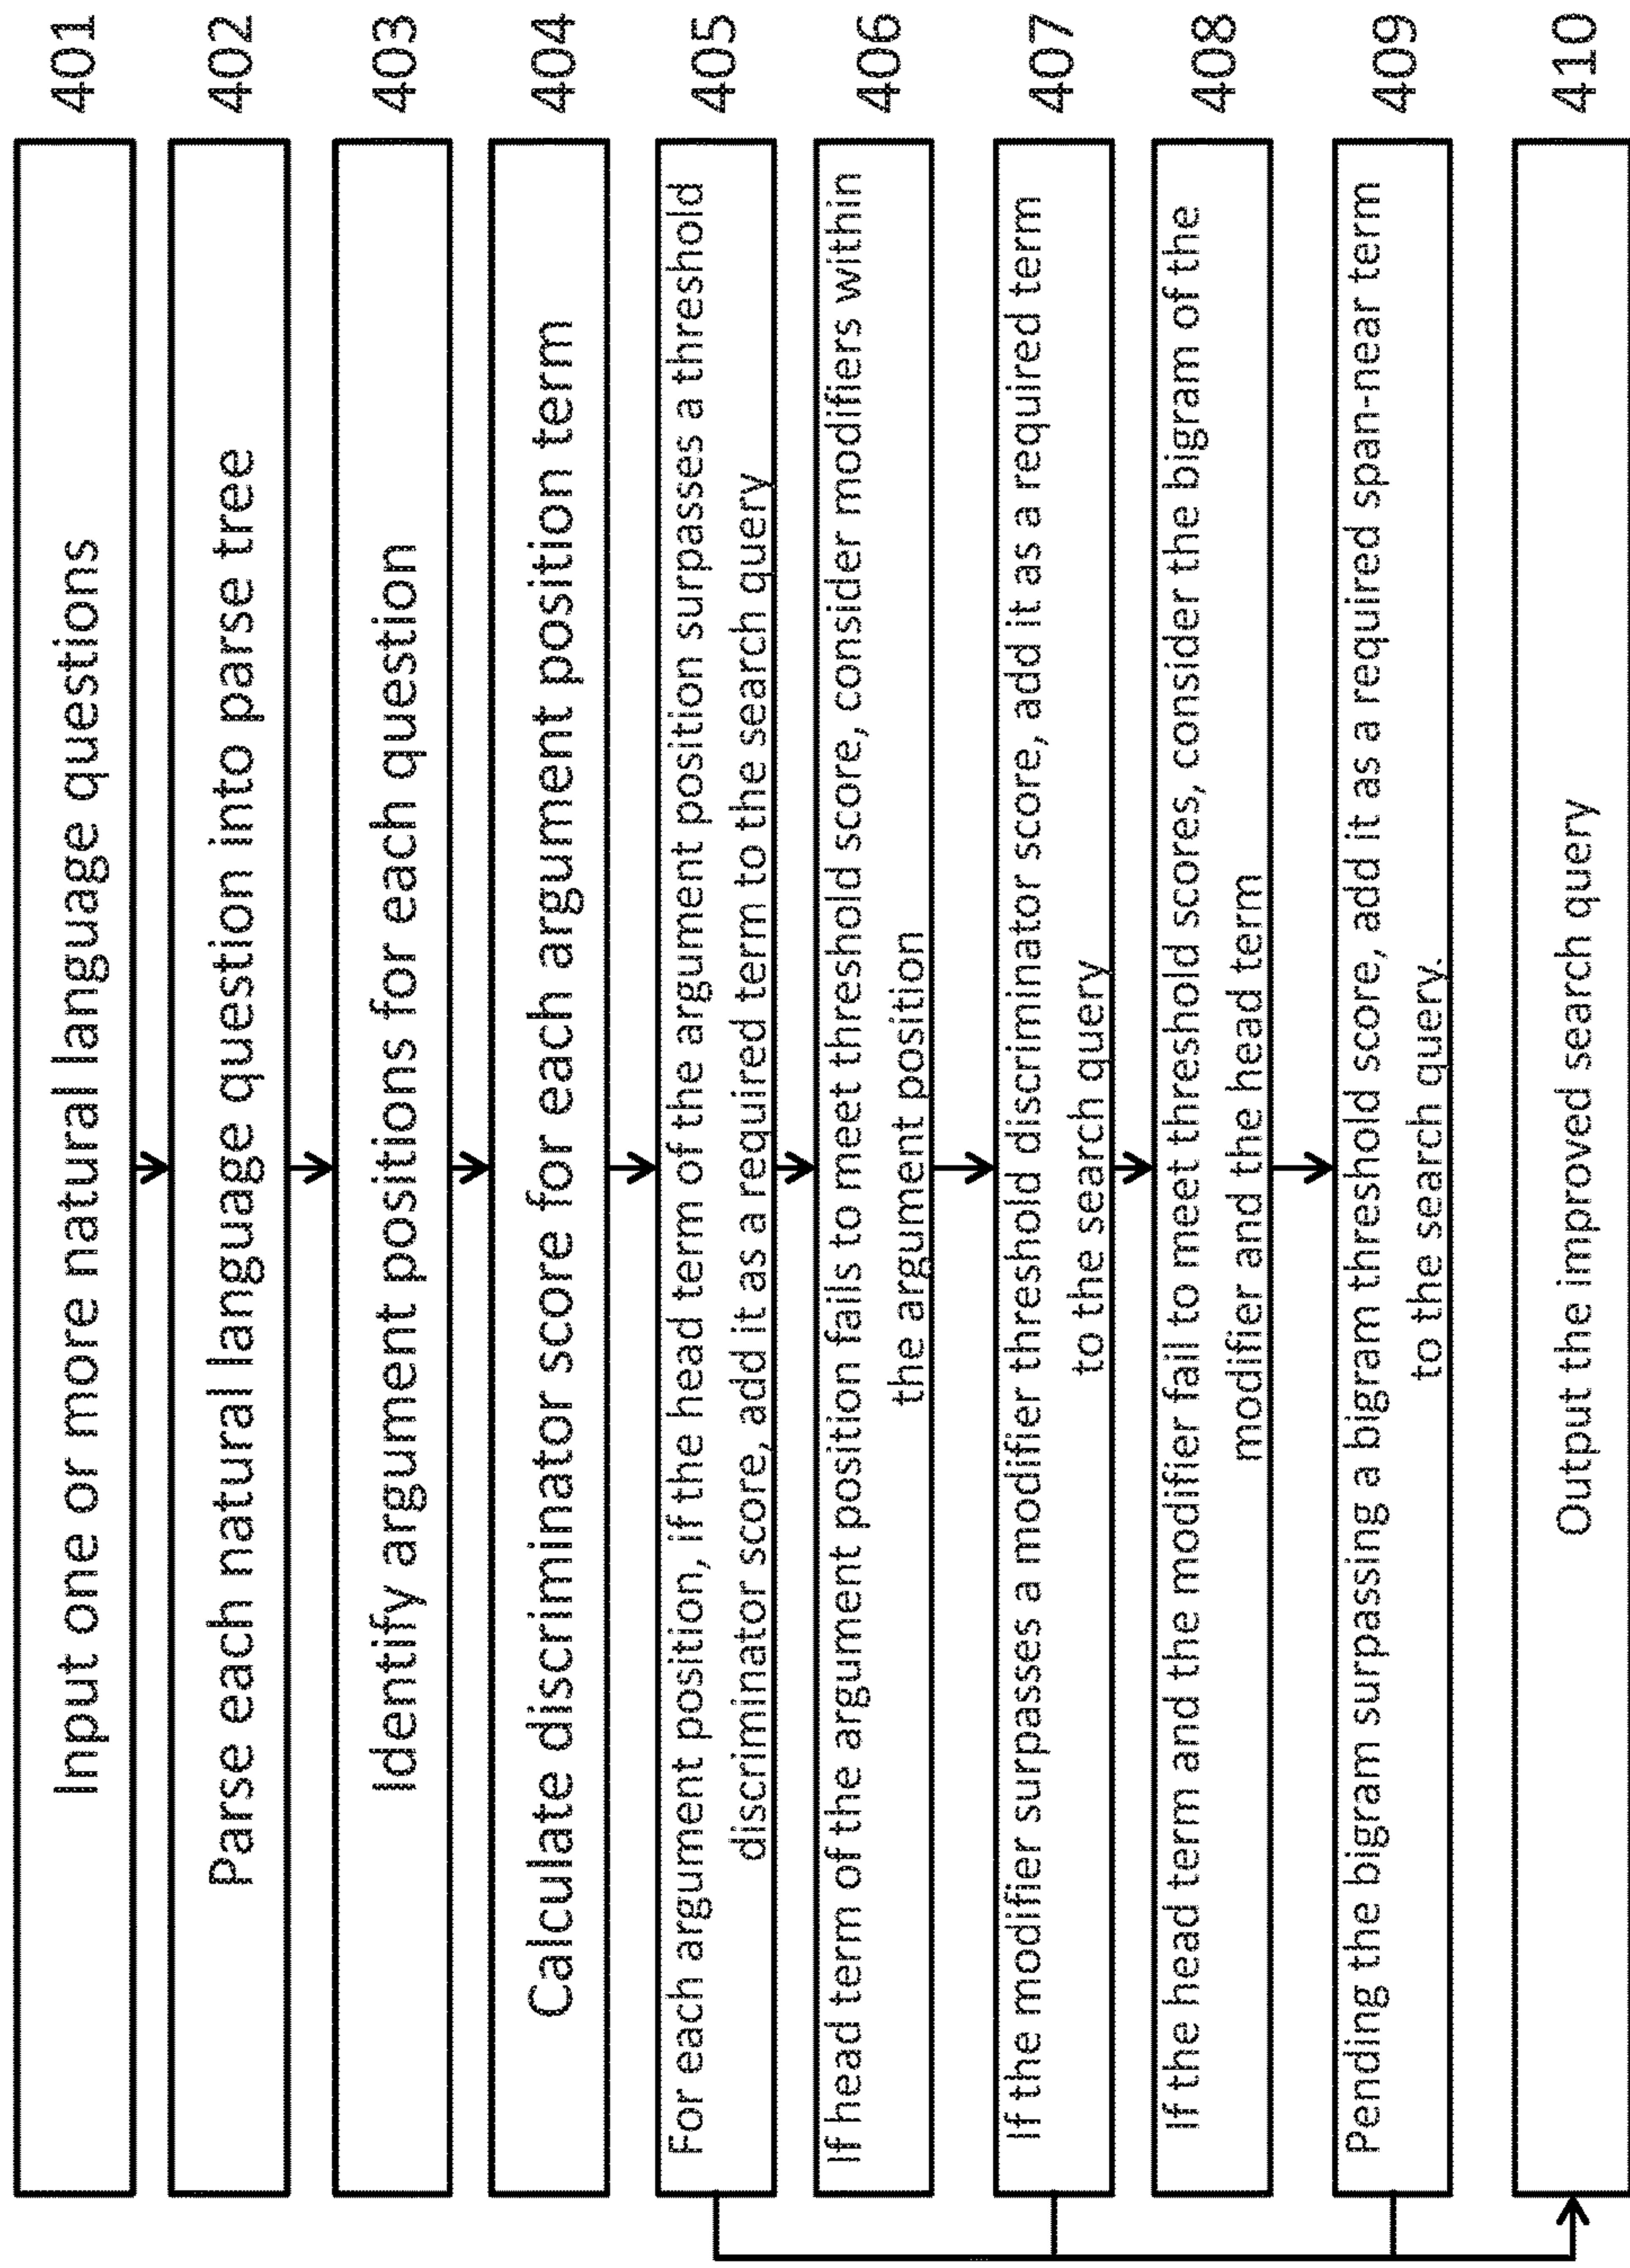 Input one or more natural language questions
401
Parse each natural language question into parse tree
402
Identify argument positions for each question
403
Calculate discriminator score for each argument position term
404
For each argument position, if the head term of the argument position surpasses a threshold
discriminator score, add it as a required term to the search query
405
If head term of the argument position fails to meet threshold score, consider modifiers within
the argument position
406
If the modifier surpasses a modifier threshold discriminator score, add it as a required term
to the search query
407
If the head term and the modifier fail to meet threshold scores, consider the bigram of the
modifier and the head term
408
Pending the bigram surpassing a bigram threshold score, add it as a required span-near term
to the search query.
409
Output the improved search query
410